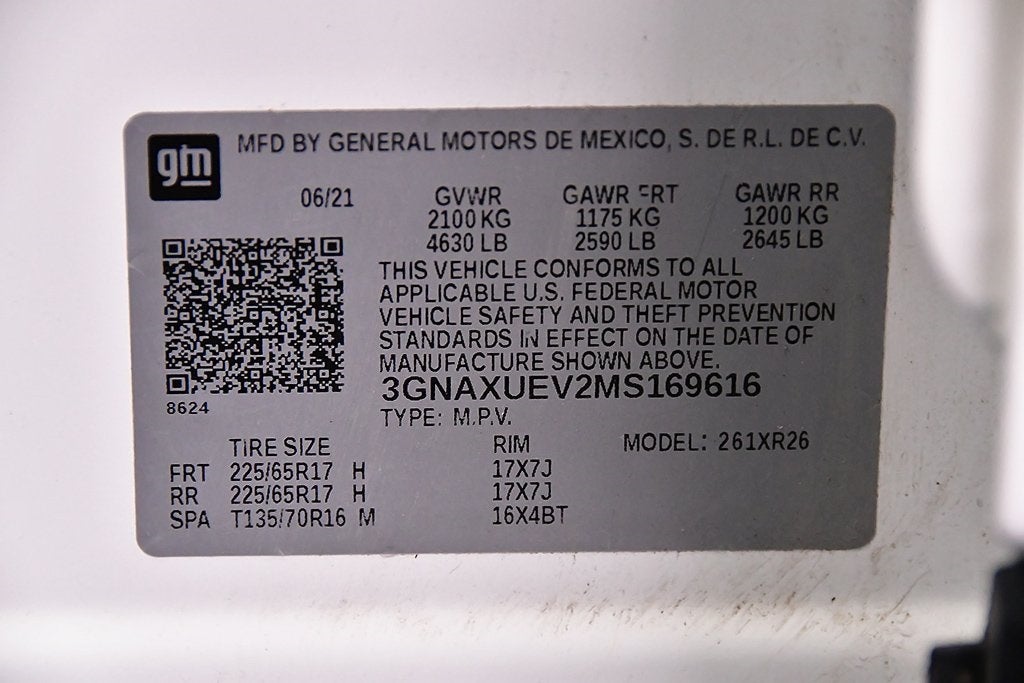 gm
MFD BY GENERAL MOTORS DE MEXICO, S. DE R.L. DE C.V.
06/21 GVWR GAWR FRT GAWR RR
2100 KG 1175 KG 1200 KG
4630 LB 2590 LB 2645 LB
THIS VEHICLE CONFORMS TO ALL
APPLICABLE U.S. FEDERAL MOTOR
VEHICLE SAFETY AND THEFT PREVENTION
STANDARDS IN EFFECT ON THE DATE OF
MANUFACTURE SHOWN ABOVE.
3GNAXUEV2MS169616
8624
TYPE: M.P.V.
TIRE SIZE RIM MODEL: 261XR26
FRT 225/65R17 H 17X7J
RR 225/65R17 H 17X7J
SPA T135/70R16 M 16X4BT